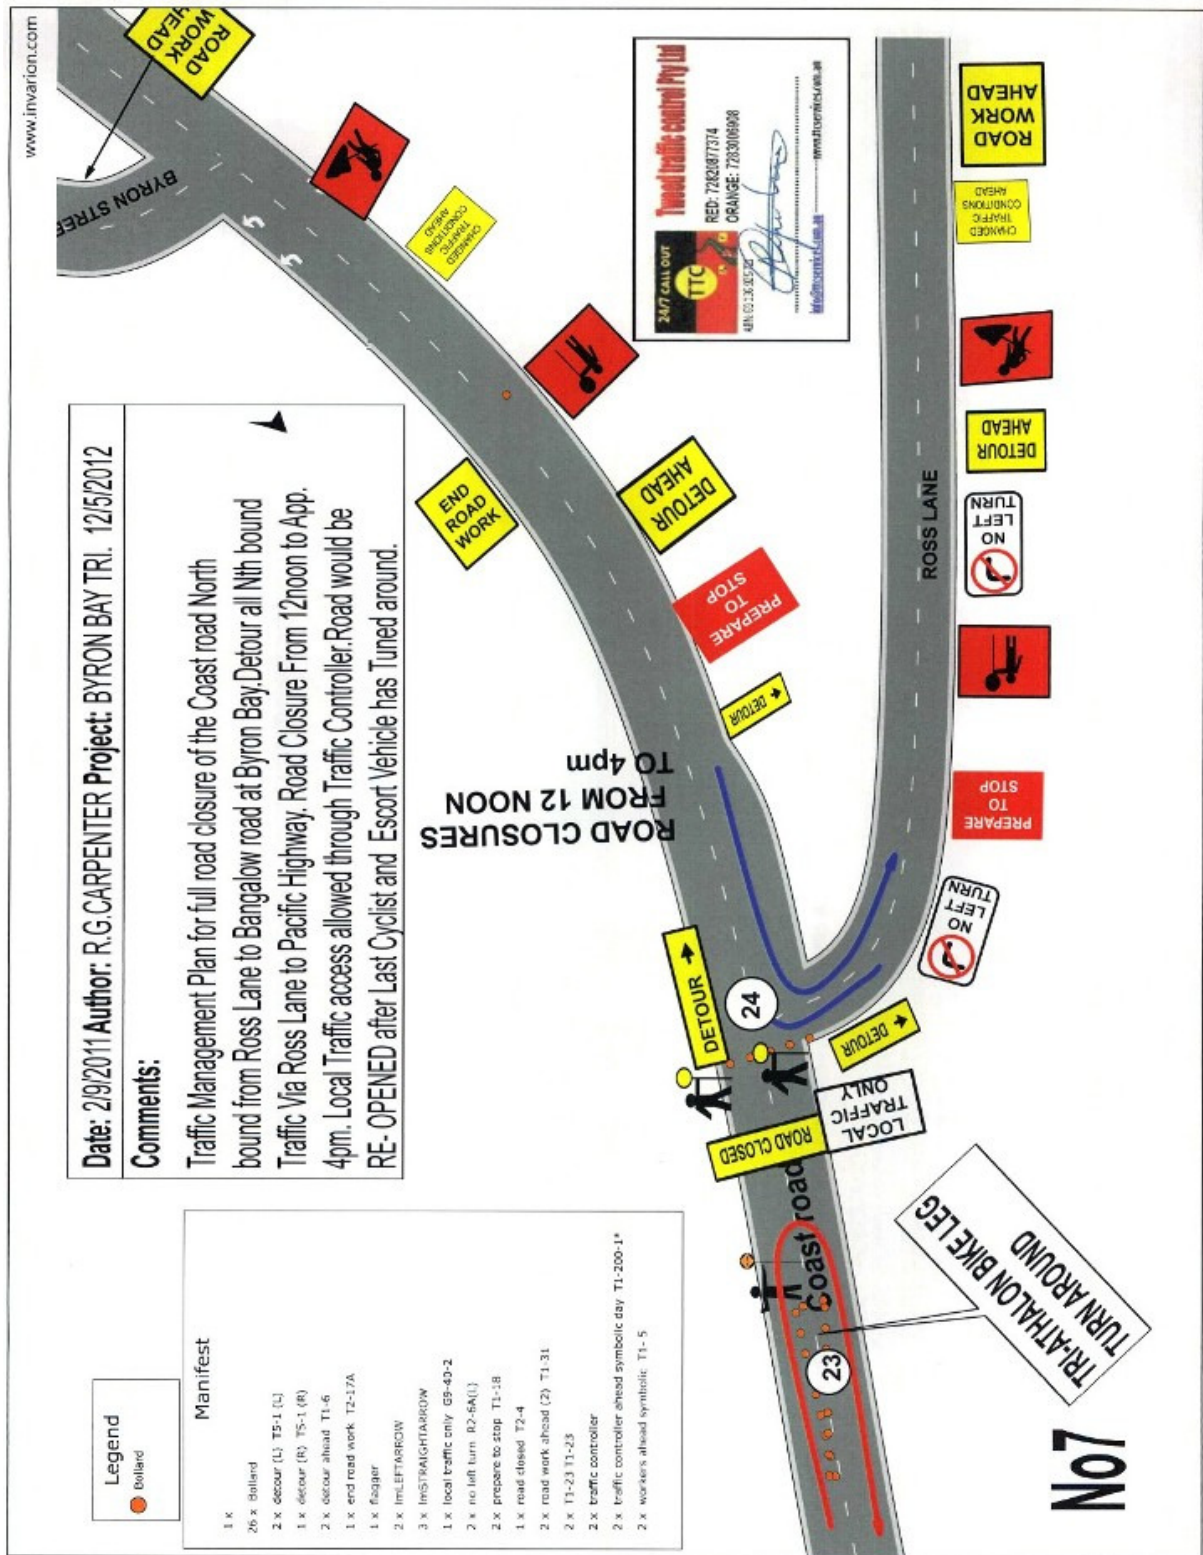 www.invarion.com
Date: 2/9/2011 Author: R.G.CARPENTER Project: BYRON BAY TRI. 12/5/2012
Comments:
Traffic Management Plan for full road closure of the Coast road North
bound from Ross Lane to Bangalow road at Byron Bay.Detour all Nth bound
Traffic Via Ross Lane to Pacific Highway. Road Closure From 12noon to App.
4pm. Local Traffic access allowed through Traffic Controller.Road would be
RE- OPENED after Last Cyclist and Escort Vehicle has Tuned around.
Legend
Bollard
Manifest
1 x
26 x Bollard
2 x detour (L) T5-1 (L)
1 x detour (R) T5-1 (R)
2 x detour ahead T1-6
1 x end road work T2-17A
1 x flagger
2 x lmLEFTARROW
3 x lmSTRAIGHTARROW
1 x local traffic only G9-40-2
2 x no left turn R2-6A(L)
2 x prepare to stop T1-18
1 x road closed T2-4
2 x road work ahead (2) T1-31
2 x T1-23 T1-23
2 x traffic controller
2 x traffic controller ahead symbolic day T1-200-1*
2 x workers ahead symbolic T1- 5
ROAD
WORK
AHEAD
BYRON STREE
CHANGED
TRAFFIC
CONDITIONS
AHEAD
END
ROAD
WORK
DETOUR
AHEAD
PREPARE
TO
STOP
DETOUR
ROAD CLOSURES
FROM 12 NOON
TO 4pm
DETOUR
24
DETOUR
ROAD CLOSED
LOCAL
TRAFFIC
ONLY
Coast road
23
TRI-ATHALON BIKE LEG
TURN AROUND
No7
24/7 CALL OUT
TTC
Tweed traffic control Pty Ltd
RED: 72820877374
ORANGE: 7283006908
www.ttcservices.com.au
ROSS LANE
ROAD
WORK
AHEAD
CHANGED
TRAFFIC
CONDITIONS
AHEAD
DETOUR
AHEAD
NO
LEFT
TURN
PREPARE
TO
STOP
NO
LEFT
TURN